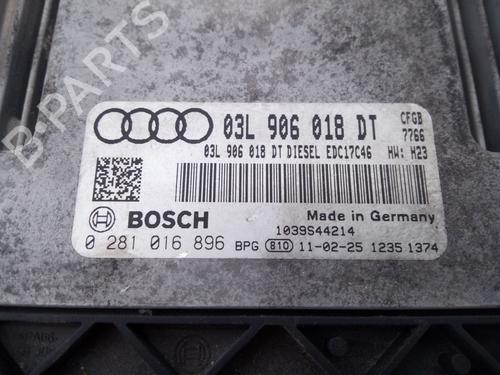 B-PARTS
03L 906 018 DT
CFGB
7766
03L 906 018 DT DIESEL EDC17C46 HW: H23
BOSCH
Made in Germany
1039S44214
0 281 016 896 BPG 810 11-02-25 1235 1374